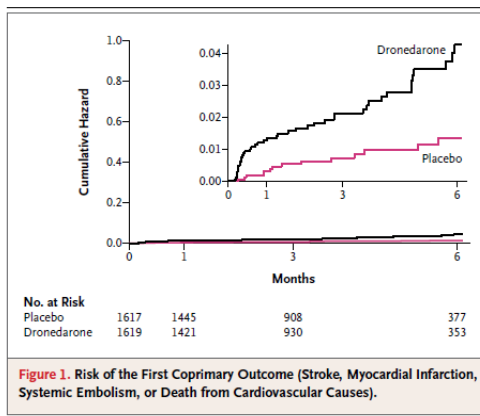 1.0
0.8
0.6
0.4
0.2
0.0
Cumulative Hazard
0.04
0.03
0.02
0.01
0.00
0 1 3 6
Dronedarone
Placebo
0 1 3 6
Months
No. at Risk
Placebo 1617 1445 908 377
Dronedarone 1619 1421 930 353
Figure 1. Risk of the First Coprimary Outcome (Stroke, Myocardial Infarction,
Systemic Embolism, or Death from Cardiovascular Causes).